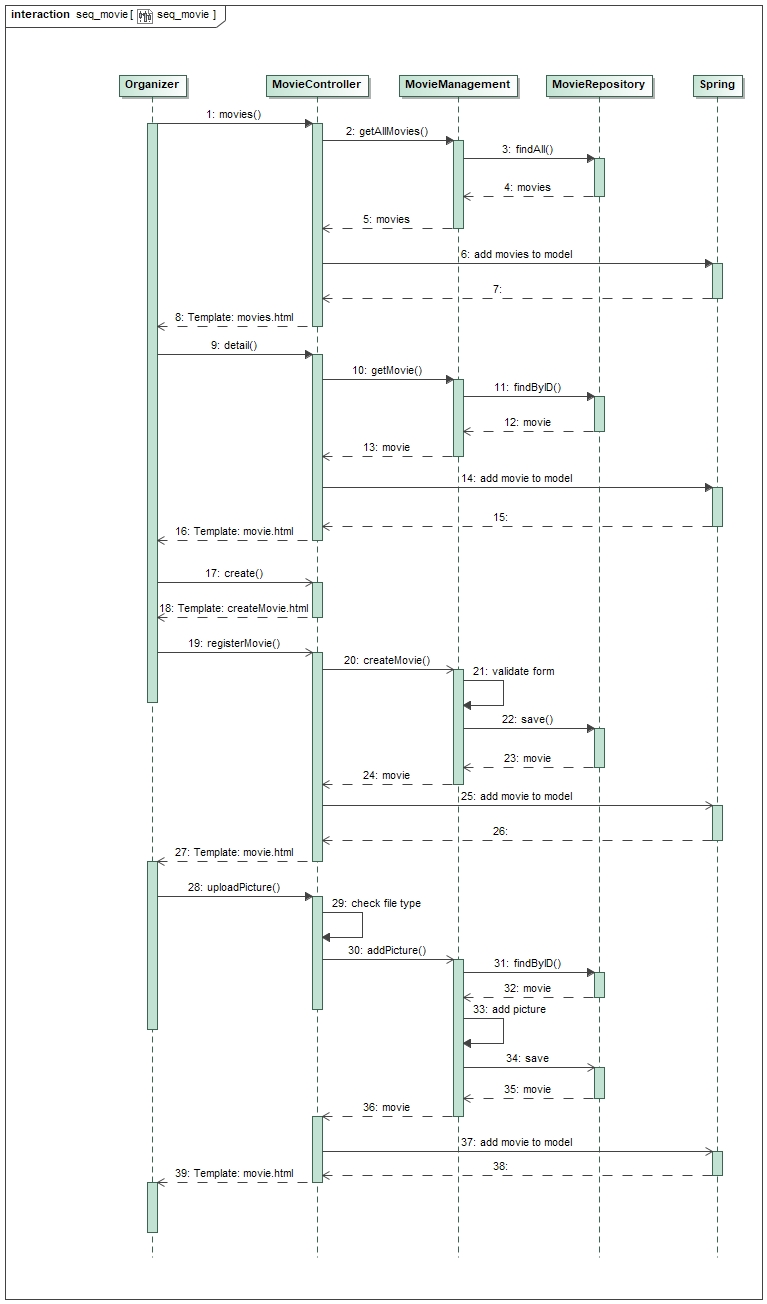 interaction seq_movie [ seq_movie ]
Organizer MovieController MovieManagement MovieRepository Spring
1: movies()
2: getAllMovies()
3: findAll()
4: movies
5: movies
6: add movies to model
7:
8: Template: movies.html
9: detail()
10: getMovie()
11: findByID()
12: movie
13: movie
14: add movie to model
15:
16: Template: movie.html
17: create()
18: Template: createMovie.html
19: registerMovie()
20: createMovie()
21: validate form
22: save()
23: movie
24: movie
25: add movie to model
26:
27: Template: movie.html
28: uploadPicture()
29: check file type
30: addPicture()
31: findByID()
32: movie
33: add picture
34: save
35: movie
36: movie
37: add movie to model
38:
39: Template: movie.html